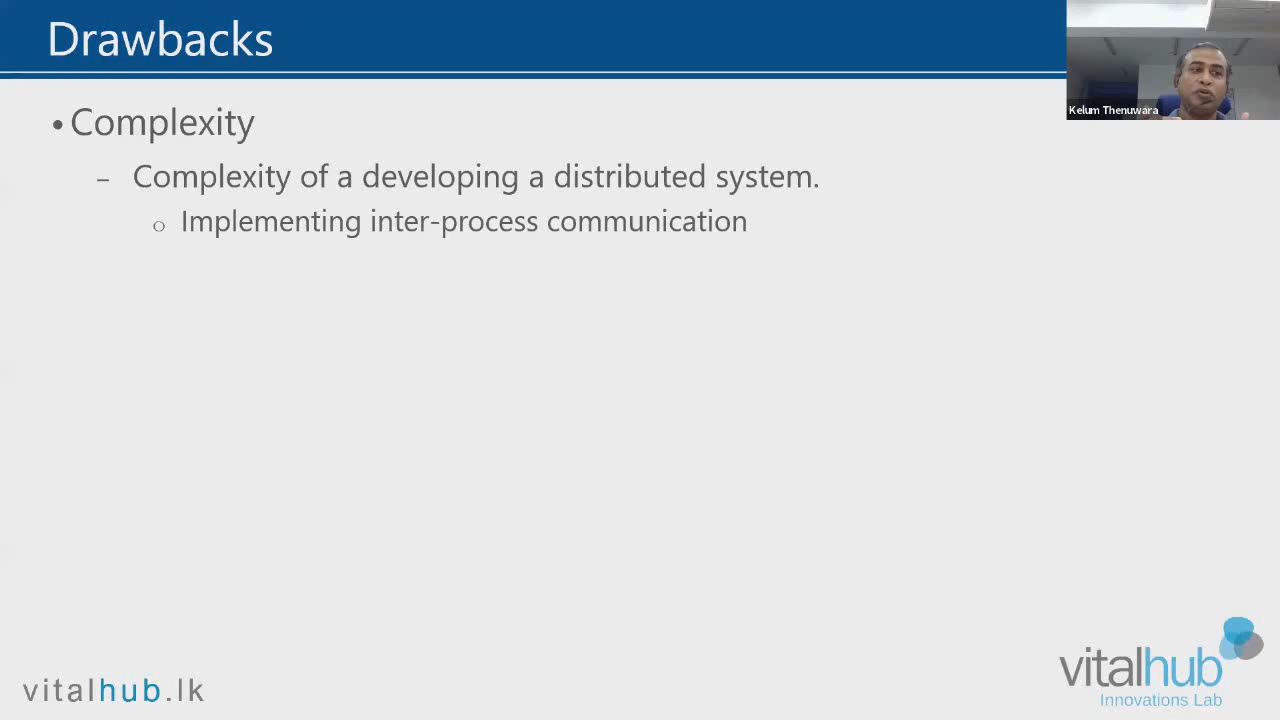 Drawbacks
Kelum Thenuwara
• Complexity
– Complexity of a developing a distributed system.
o Implementing inter-process communication
vitalhub.lk
vitalhub
Innovations Lab